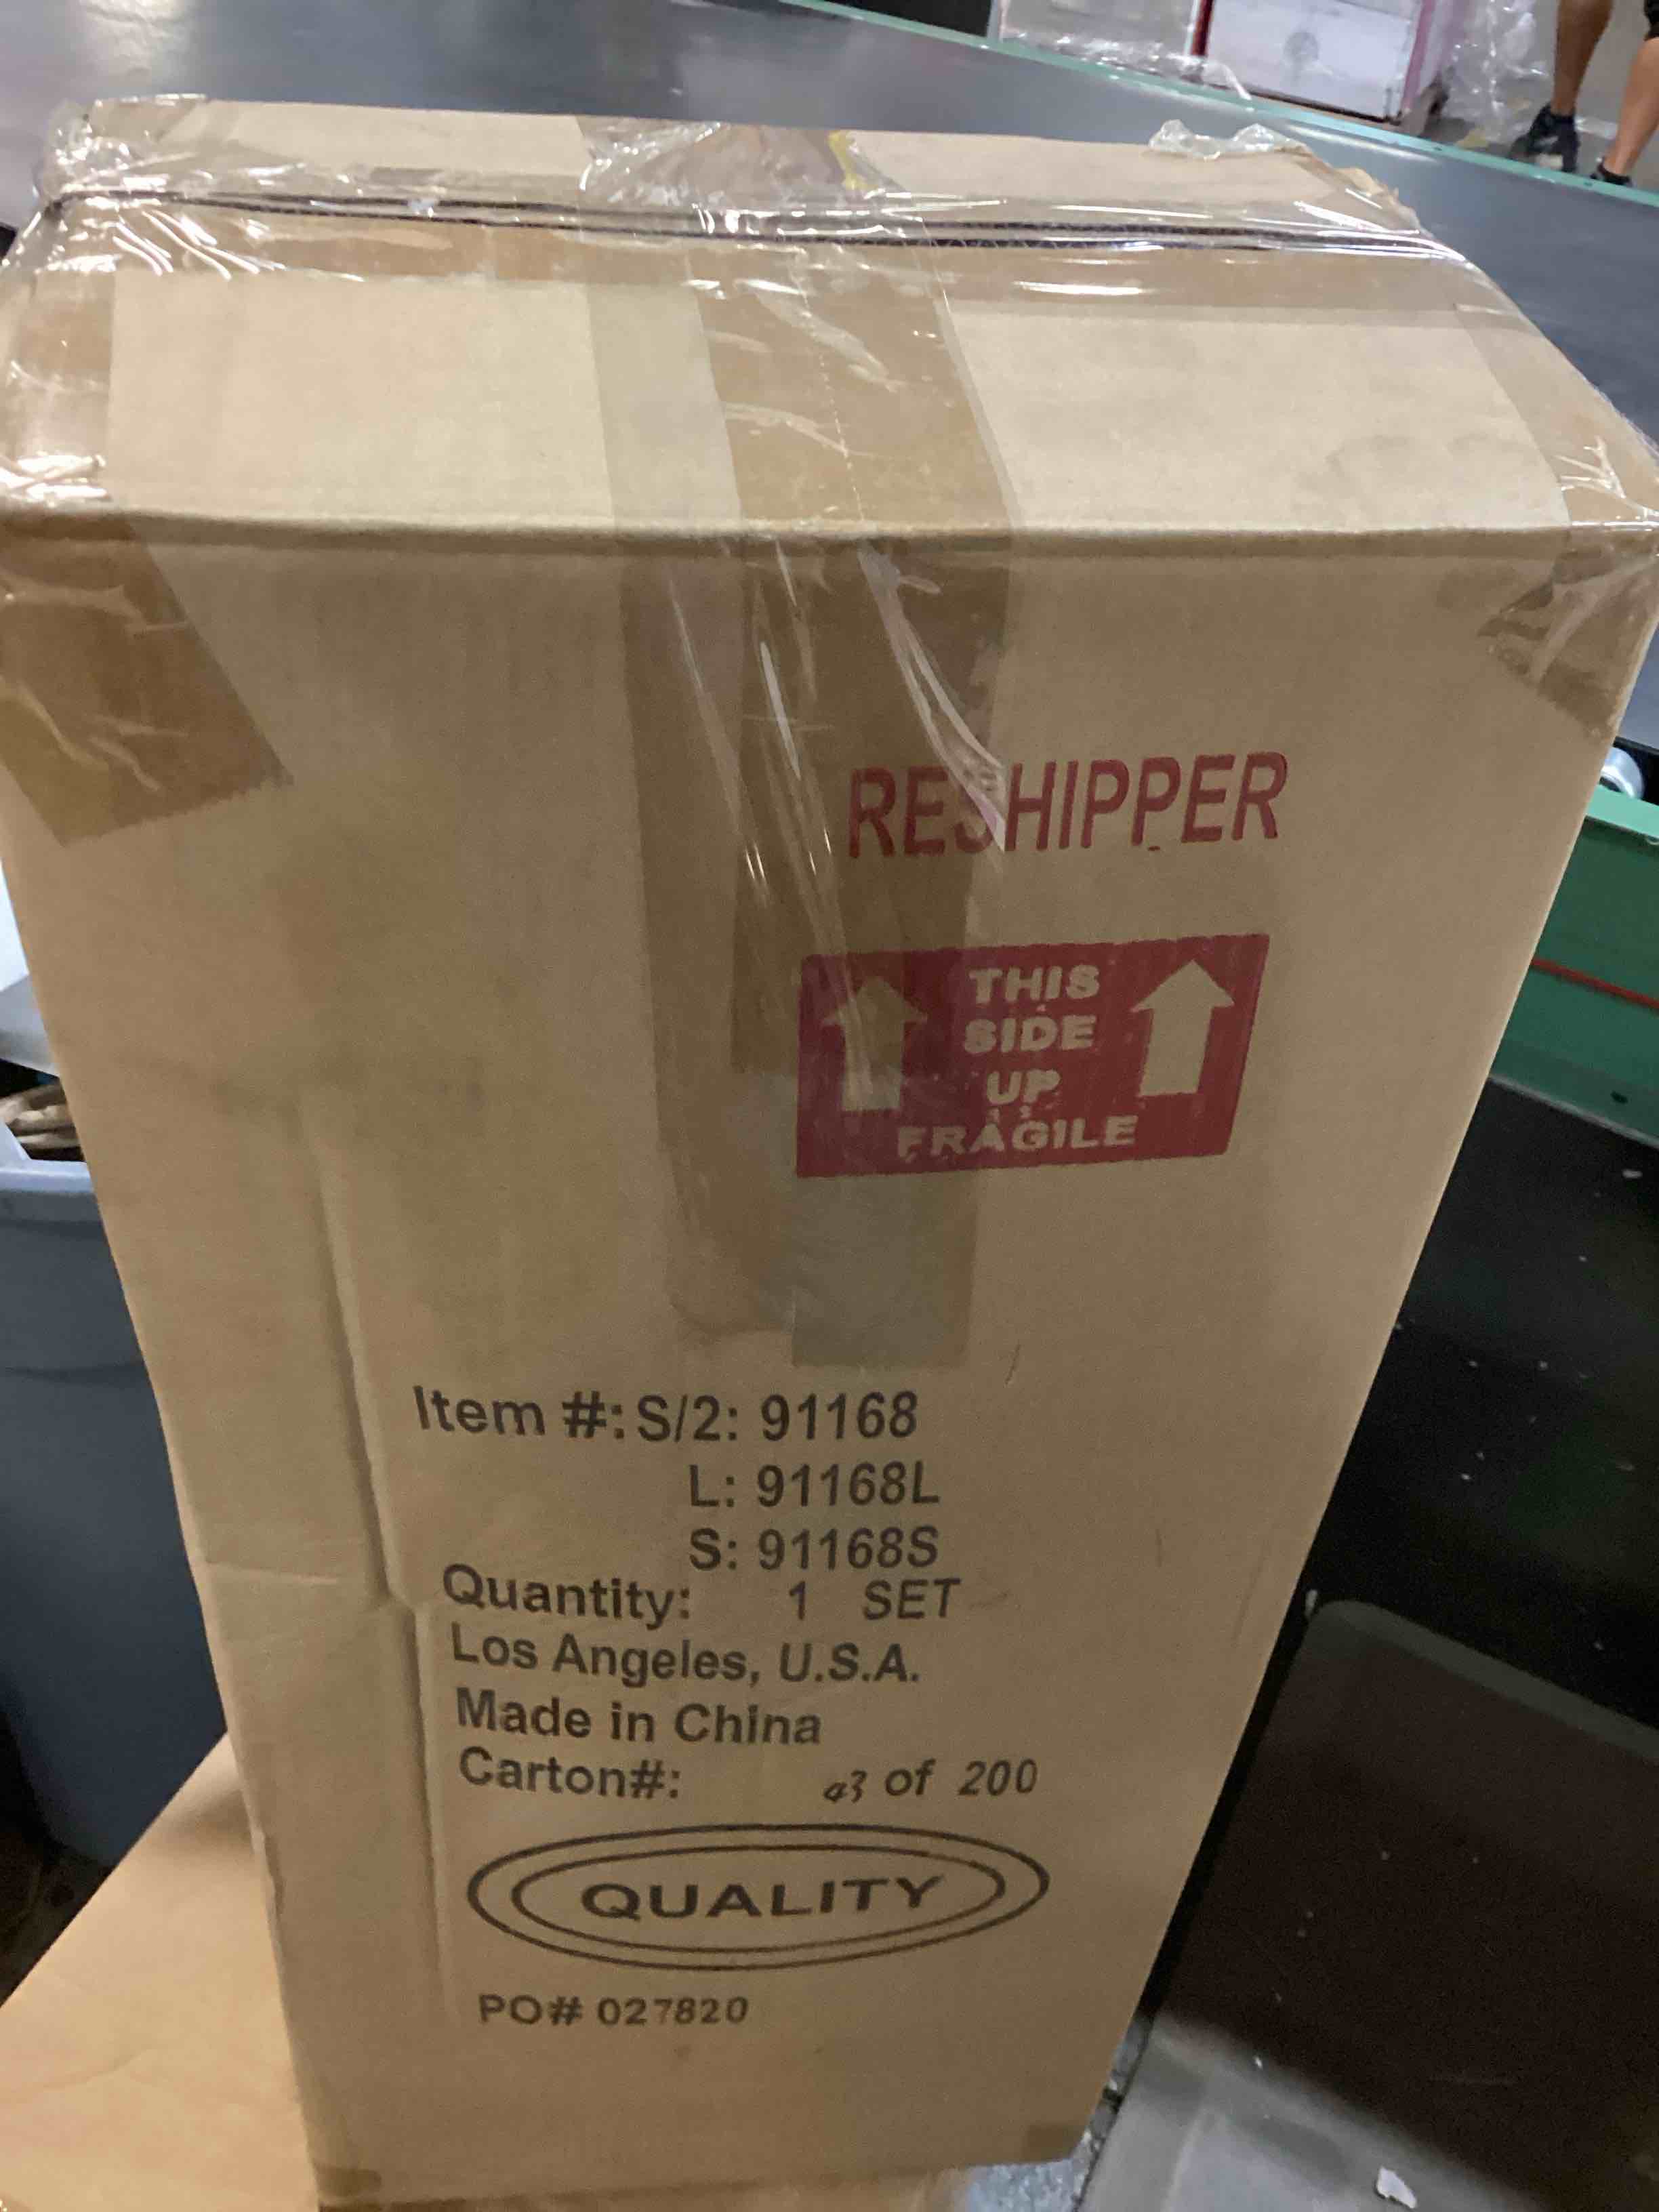 RESHIPPER
THIS
SIDE
UP
FRAGILE
Item #: S/2: 91168
L: 91168L
S: 91168S
Quantity: 1 SET
Los Angeles, U.S.A.
Made in China
Carton#: of 200
QUALITY
PO# 027820